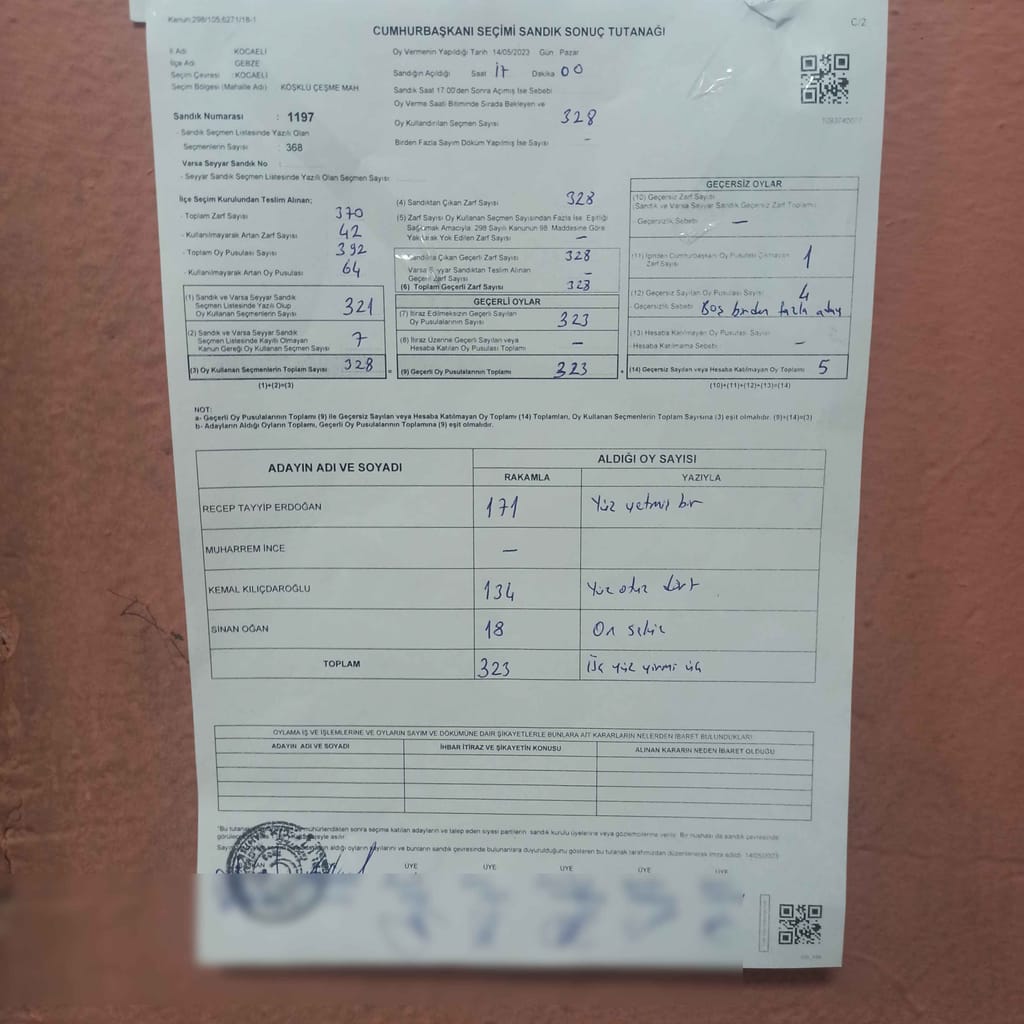 Kanun:298/105;6271/18-1
C/2
CUMHURBAŞKANI SEÇİMİ SANDIK SONUÇ TUTANAĞI
İl Adı KOCAELİ
İlçe Adı GEBZE
Seçim Çevresi : KOCAELİ
Seçim Bölgesi (Mahalle Adı) KÖŞKLÜ ÇEŞME MAH
Sandık Numarası : 1197
- Sandık Seçmen Listesinde Yazılı Olan
Seçmenlerin Sayısı : 368
Varsa Seyyar Sandık No
- Seyyar Sandık Seçmen Listesinde Yazılı Olan Seçmen Sayısı
Oy Vermenin Yapıldığı Tarih 14/05/2023 Gün Pazar
Sandığın Açıldığı Saat 17 Dakika 00
Sandık Saat 17:00'den Sonra Açımış İse Sebebi
Oy Verme Saati Bitiminde Sırada Bekleyen ve
Oy Kullandırılan Seçmen Sayısı 328
Birden Fazla Sayım Döküm Yapılmış İse Sayısı -
İlçe Seçim Kurulundan Teslim Alınan;
- Toplam Zarf Sayısı 370
- Kullanılmayarak Artan Zarf Sayısı 42
- Toplam Oy Pusulası Sayısı 392
- Kullanılmayarak Artan Oy Pusulası 64
(1) Sandık ve Varsa Seyyar Sandık
Seçmen Listesinde Yazılı Olup
Oy Kullanan Seçmenlerin Sayısı 321
(2) Sandık ve Varsa Seyyar Sandık
Seçmen Listesinde Kayıtlı Olmayan
Kanun Gereği Oy Kullanan Seçmen Sayısı 7
(3) Oy Kullanan Seçmenlerin Toplam Sayısı 328
(1)+(2)=(3)
(4) Sandıktan Çıkan Zarf Sayısı 328
(5) Zarf Sayısı Oy Kullanan Seçmen Sayısından Fazla İse, Eşitliği
Sağlamak Amacıyla; 298 Sayılı Kanunun 98. Maddesine Göre
Yakılarak Yok Edilen Zarf Sayısı -
Sandıkta Çıkan Geçerli Zarf Sayısı 328
Varsa Seyyar Sandıktan Teslim Alınan
Geçerli Zarf Sayısı -
(6) Toplam Geçerli Zarf Sayısı 328
GEÇERLİ OYLAR
(7) İtiraz Edilmeksizin Geçerli Sayılan
Oy Pusulalarının Sayısı 323
(8) İtiraz Üzerine Geçerli Sayılan veya
Hesaba Katılan Oy Pusulası Toplamı -
(9) Geçerli Oy Pusulalarının Toplamı 323
GEÇERSİZ OYLAR
(10) Geçersiz Zarf Sayısı
(Sandık ve Varsa Seyyar Sandık Geçersiz Zarf Toplamı)
- Geçersizlik Sebebi -
(11) İçinden Cumhurbaşkanı Oy Pusulası Çıkmayan
Zarf Sayısı 1
(12) Geçersiz Sayılan Oy Pusulası Sayısı 4
- Geçersizlik Sebebi Boş birden fazla aday
(13) Hesaba Katılmayan Oy Pusulası Sayısı
- Hesaba Katılmama Sebebi -
(14) Geçersiz Sayılan veya Hesaba Katılmayan Oy Toplamı 5
(10)+(11)+(12)+(13)=(14)
NOT:
a- Geçerli Oy Pusulalarının Toplamı (9) ile Geçersiz Sayılan veya Hesaba Katılmayan Oy Toplamı (14) Toplamları, Oy Kullanan Seçmenlerin Toplam Sayısına (3) eşit olmalıdır. (9)+(14)=(3)
b- Adayların Aldığı Oyların Toplamı, Geçerli Oy Pusulalarının Toplamına (9) eşit olmalıdır.
ADAYIN ADI VE SOYADI ALDIĞI OY SAYISI
RAKAMLA YAZIYLA
RECEP TAYYİP ERDOĞAN 171 Yüz yetmiş bir
MUHARREM İNCE -
KEMAL KILIÇDAROĞLU 134 Yüz otuz dört
SİNAN OĞAN 18 On sekiz
TOPLAM 323 Üç yüz yirmi üç
OYLAMA İŞ VE İŞLEMLERİNE VE OYLARIN SAYIM VE DÖKÜMÜNE DAİR ŞİKAYETLERLE BUNLARA AİT KARARLARIN NELERDEN İBARET BULUNDUKLARI
ADAYIN ADI VE SOYADI İHBAR İTİRAZ VE ŞİKAYETİN KONUSU ALINAN KARARIN NEDEN İBARET OLDUĞU
"Bu tutanak mühürlendikten sonra seçime katılan adayların ve talep eden siyasi partilerin sandık kurulu üyelerine veya gözlemcilerine verilir. Bir nüshası da sandık çevresinde
aldığı oyların sayılarını ve bunların sandık çevresinde bulunanlara duyurulduğunu gösteren bu tutanak tarafımızdan düzenlenerek imza edildi. 14/05/2023
ÜYE ÜYE ÜYE ÜYE ÜYE